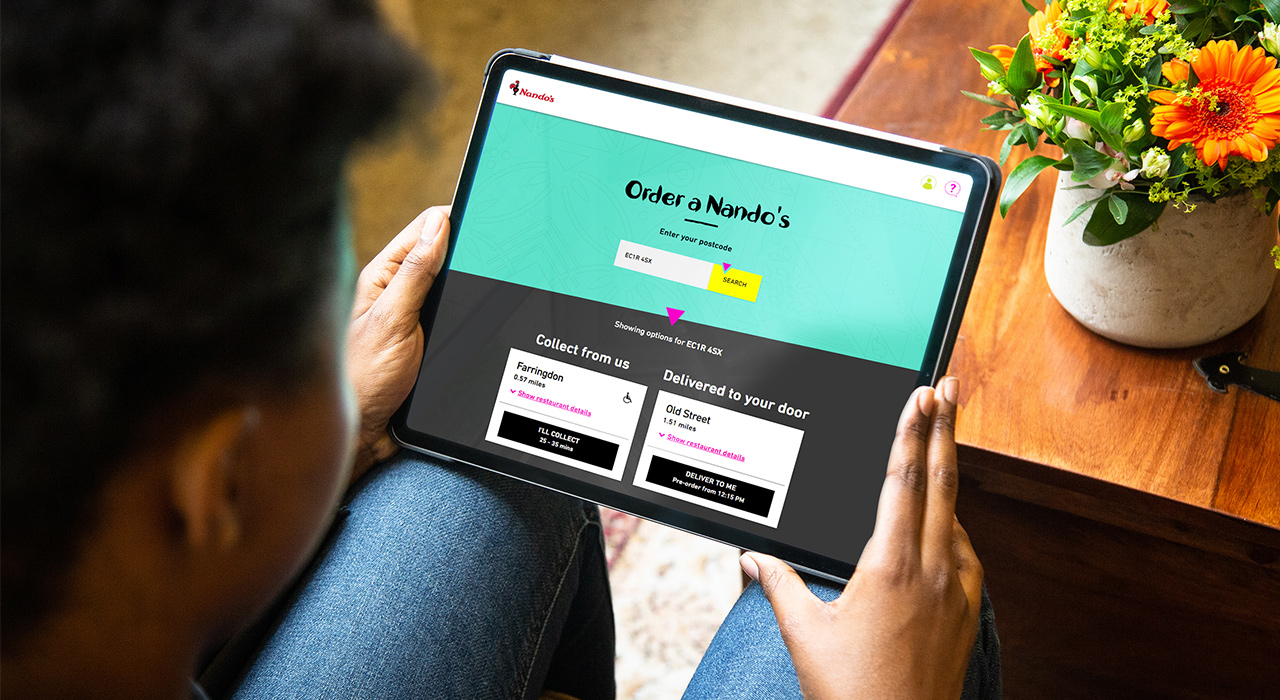 Nando's
?
Order a Nando's
Enter your postcode
EC1R 4SX
SEARCH
Showing options for EC1R 4SX
Collect from us
Farringdon
0.57 miles
Show restaurant details
I'LL COLLECT
25 - 35 mins
Delivered to your door
Old Street
1.51 miles
Show restaurant details
DELIVER TO ME
Pre-order from 12:15 PM